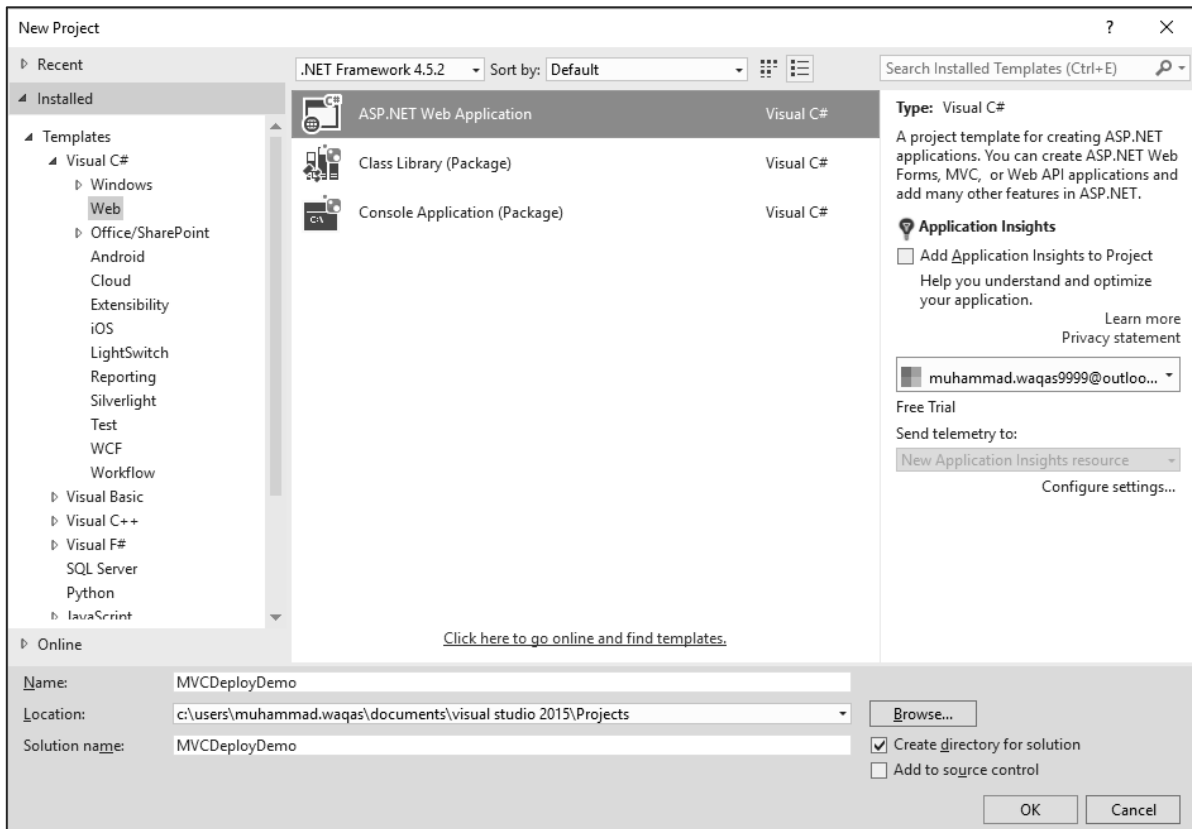 New Project
?
Recent
Installed
.NET Framework 4.5.2
Sort by:
Default
Search Installed Templates (Ctrl+E)
Templates
Visual C#
Windows
Web
Office/SharePoint
Android
Cloud
Extensibility
iOS
LightSwitch
Reporting
Silverlight
Test
WCF
Workflow
Visual Basic
Visual C++
Visual F#
SQL Server
Python
JavaScript
Online
C#
ASP.NET Web Application Visual C#
Class Library (Package) Visual C#
C:\
Console Application (Package) Visual C#
Click here to go online and find templates.
Type: Visual C#
A project template for creating ASP.NET
applications. You can create ASP.NET Web
Forms, MVC, or Web API applications and
add many other features in ASP.NET.
Application Insights
Add Application Insights to Project
Help you understand and optimize
your application.
Learn more
Privacy statement
muhammad.waqas9999@outloo...
Free Trial
Send telemetry to:
New Application Insights resource
Configure settings...
Name: MVCDeployDemo
Location: c:\users\muhammad.waqas\documents\visual studio 2015\Projects
Browse...
Solution name: MVCDeployDemo
Create directory for solution
Add to source control
OK
Cancel